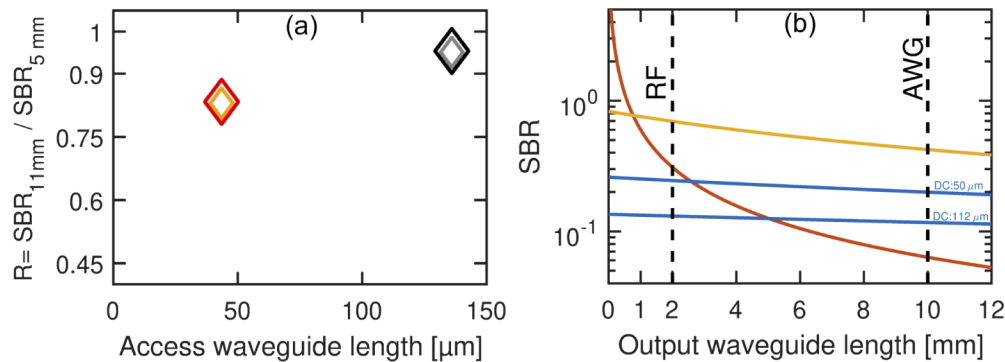 (a)
1
0.9
0.75
0.6
0.45
0
50
100
150
Access waveguide length [µm]
R= SBR11mm / SBR5 mm
(b)
SBR
10^0
10^-1
RF
AWG
DC:50 µm
DC:112 µm
0 1 2 4 6 8 10 12
Output waveguide length [mm]